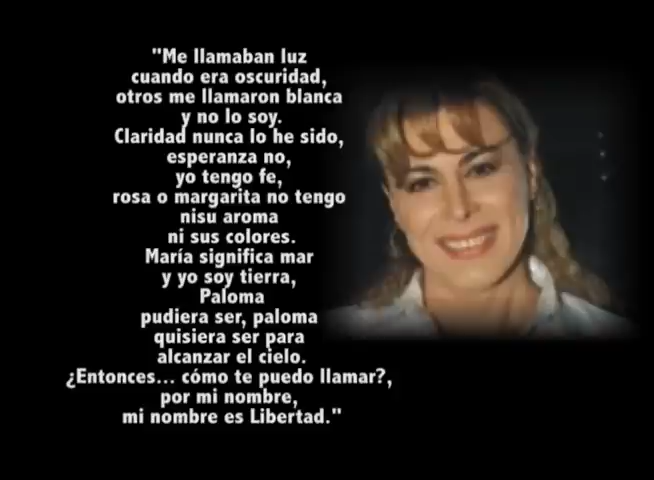 "Me llamaban luz
cuando era oscuridad,
otros me llamaron blanca
y no lo soy.
Claridad nunca lo he sido,
esperanza no,
yo tengo fe,
rosa o margarita no tengo
nisu aroma
ni sus colores.
María significa mar
y yo soy tierra,
Paloma
pudiera ser, paloma
quisiera ser para
alcanzar el cielo.
¿Entonces... cómo te puedo llamar?,
por mi nombre,
mi nombre es Libertad."